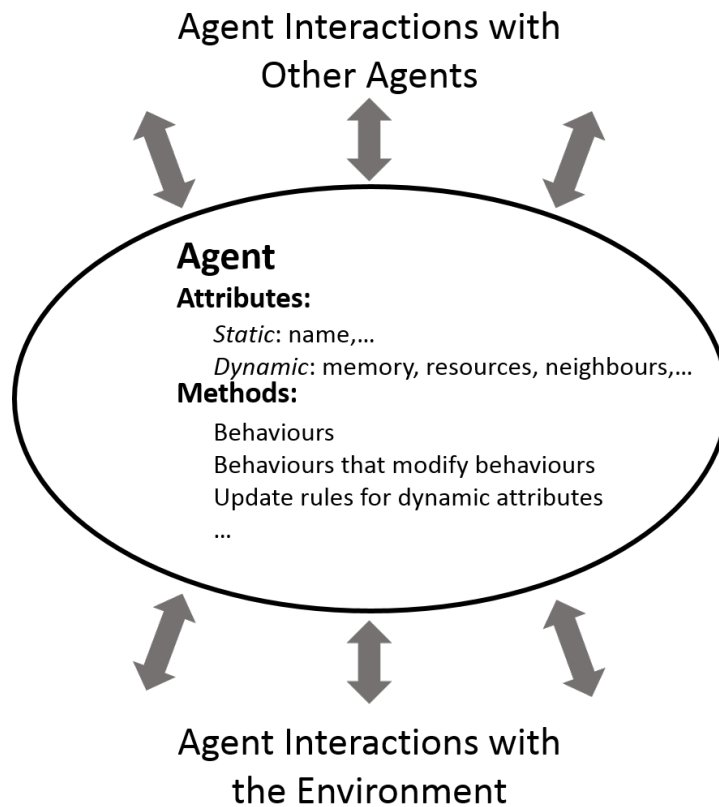 Agent Interactions with
Other Agents
Agent
Attributes:
Static: name,…
Dynamic: memory, resources, neighbours,…
Methods:
Behaviours
Behaviours that modify behaviours
Update rules for dynamic attributes
…
Agent Interactions with
the Environment